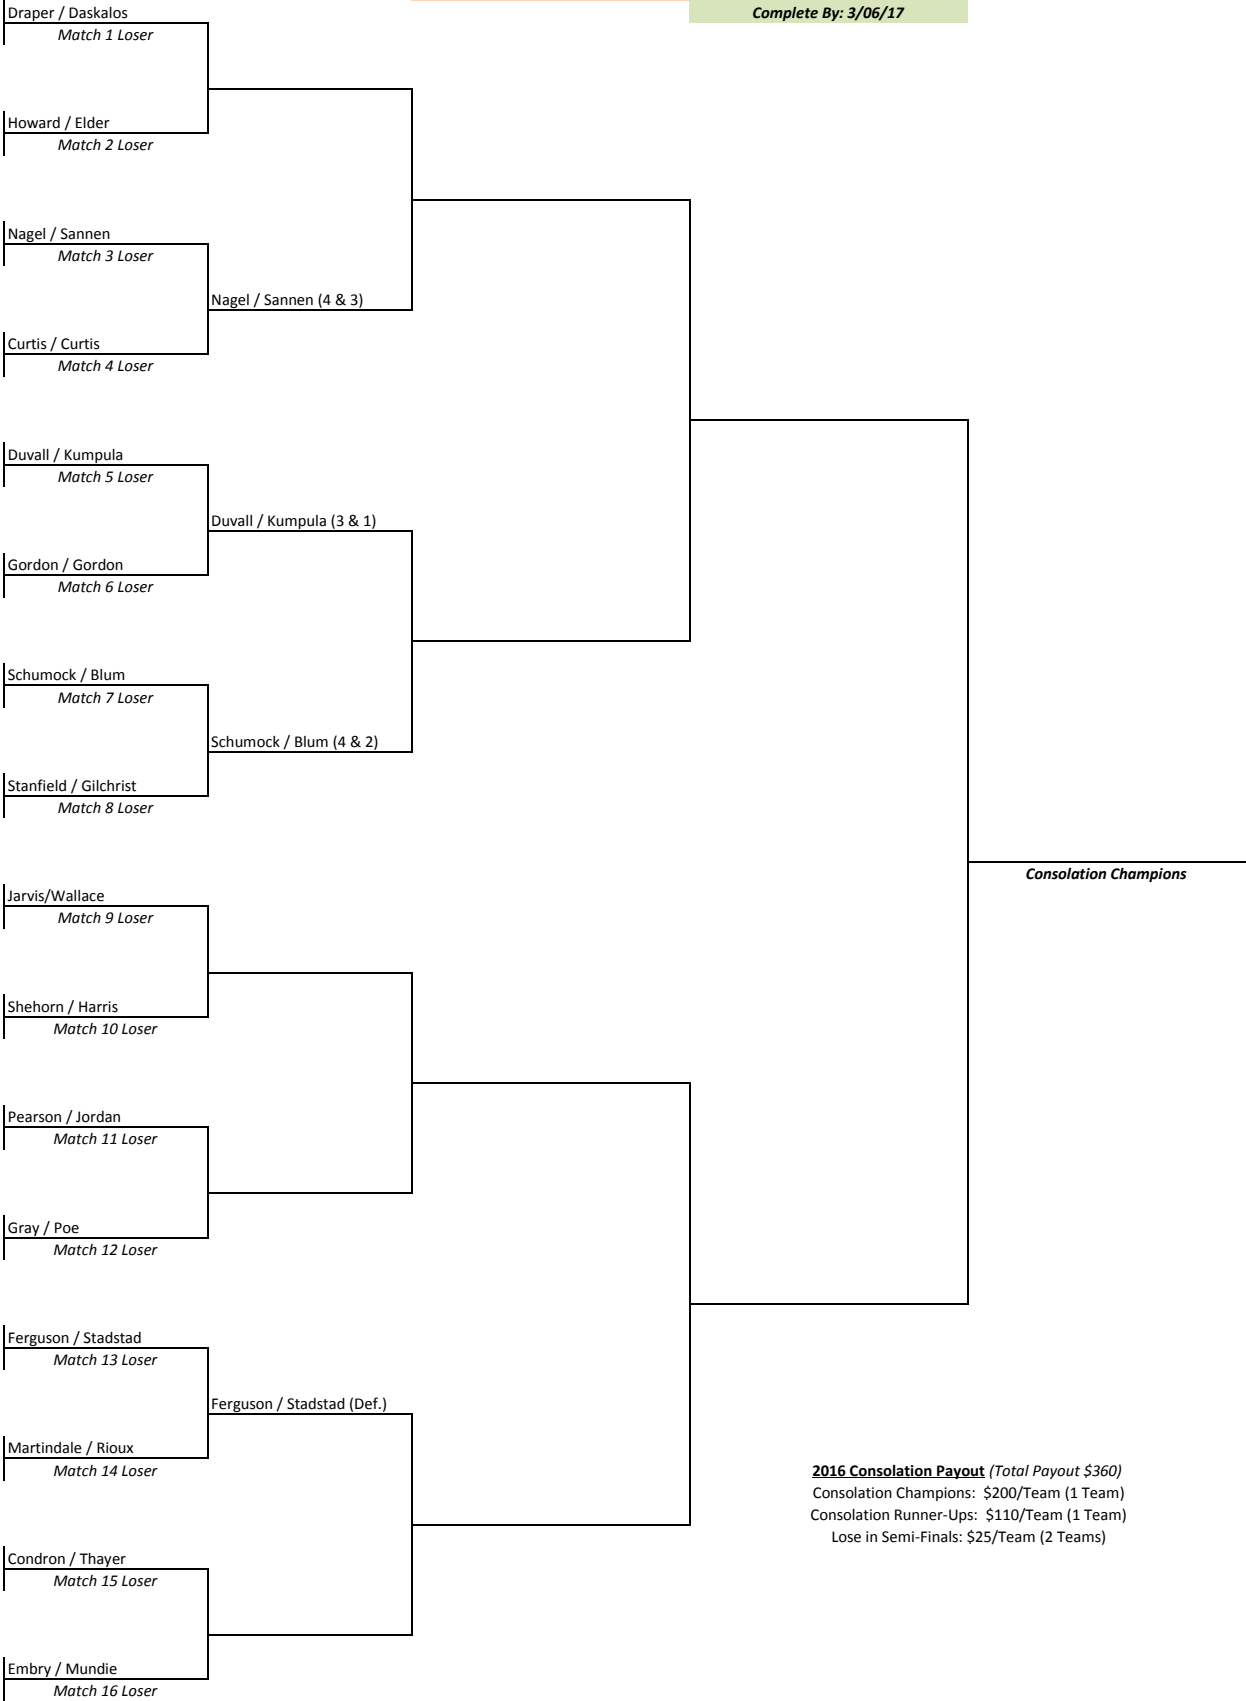 Draper / Daskalos
Complete By: 3/06/17
Match 1 Loser
Howard / Elder
Match 2 Loser
Nagel / Sannen
Match 3 Loser
Nagel / Sannen (4 & 3)
Curtis / Curtis
Match 4 Loser
Duvall / Kumpula
Match 5 Loser
Duvall / Kumpula (3 & 1)
Gordon / Gordon
Match 6 Loser
Schumock / Blum
Match 7 Loser
Schumock / Blum (4 & 2)
Stanfield / Gilchrist
Match 8 Loser
Consolation Champions
Jarvis/Wallace
Match 9 Loser
Shehorn / Harris
Match 10 Loser
Pearson / Jordan
Match 11 Loser
Gray / Poe
Match 12 Loser
Ferguson / Stadstad
Match 13 Loser
Ferguson / Stadstad (Def.)
Martindale / Rioux
Match 14 Loser
2016 Consolation Payout (Total Payout $360)
Consolation Champions:  $200/Team (1 Team)
Consolation Runner-Ups:  $110/Team (1 Team)
Lose in Semi-Finals: $25/Team (2 Teams)
Condron / Thayer
Match 15 Loser
Embry / Mundie
Match 16 Loser